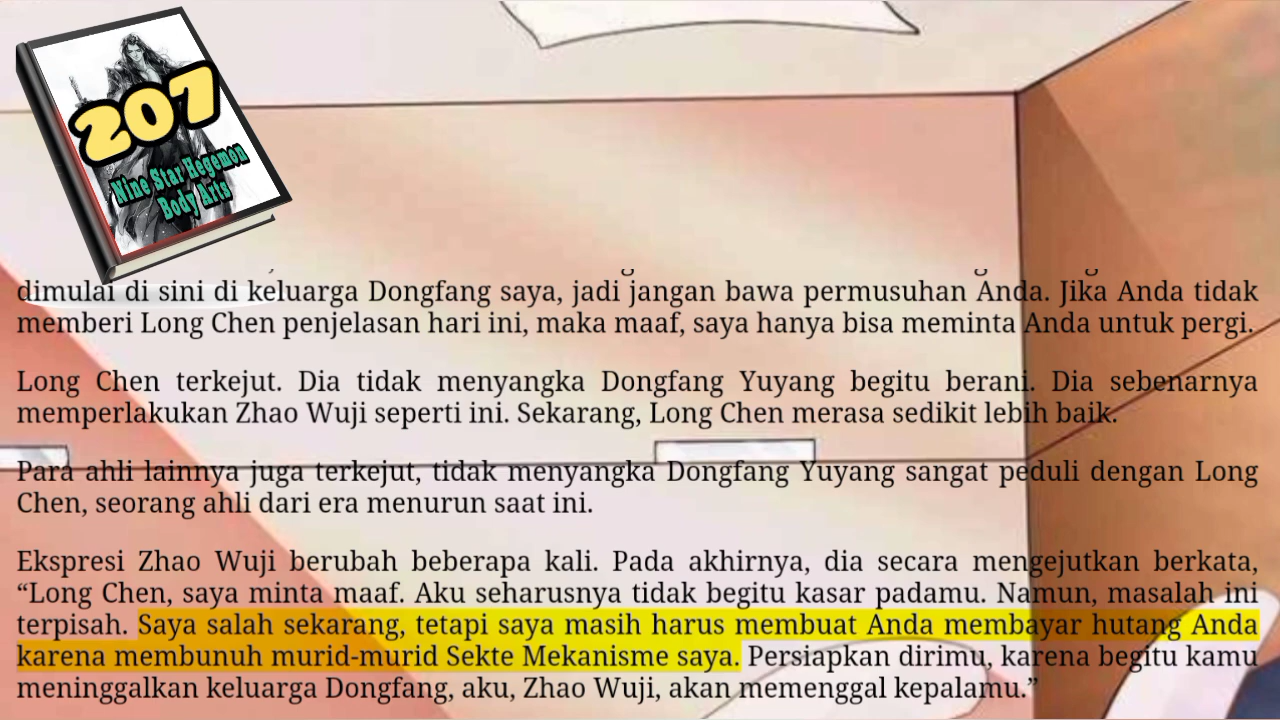 207
Nine Star Hegemon
Body Arts
dimulai di sini di keluarga Dongfang saya, jadi jangan bawa permusuhan Anda. Jika Anda tidak
memberi Long Chen penjelasan hari ini, maka maaf, saya hanya bisa meminta Anda untuk pergi.
Long Chen terkejut. Dia tidak menyangka Dongfang Yuyang begitu berani. Dia sebenarnya
memperlakukan Zhao Wuji seperti ini. Sekarang, Long Chen merasa sedikit lebih baik.
Para ahli lainnya juga terkejut, tidak menyangka Dongfang Yuyang sangat peduli dengan Long
Chen, seorang ahli dari era menurun saat ini.
Ekspresi Zhao Wuji berubah beberapa kali. Pada akhirnya, dia secara mengejutkan berkata,
“Long Chen, saya minta maaf. Aku seharusnya tidak begitu kasar padamu. Namun, masalah ini
terpisah. Saya salah sekarang, tetapi saya masih harus membuat Anda membayar hutang Anda
karena membunuh murid-murid Sekte Mekanisme saya. Persiapkan dirimu, karena begitu kamu
meninggalkan keluarga Dongfang, aku, Zhao Wuji, akan memenggal kepalamu.”